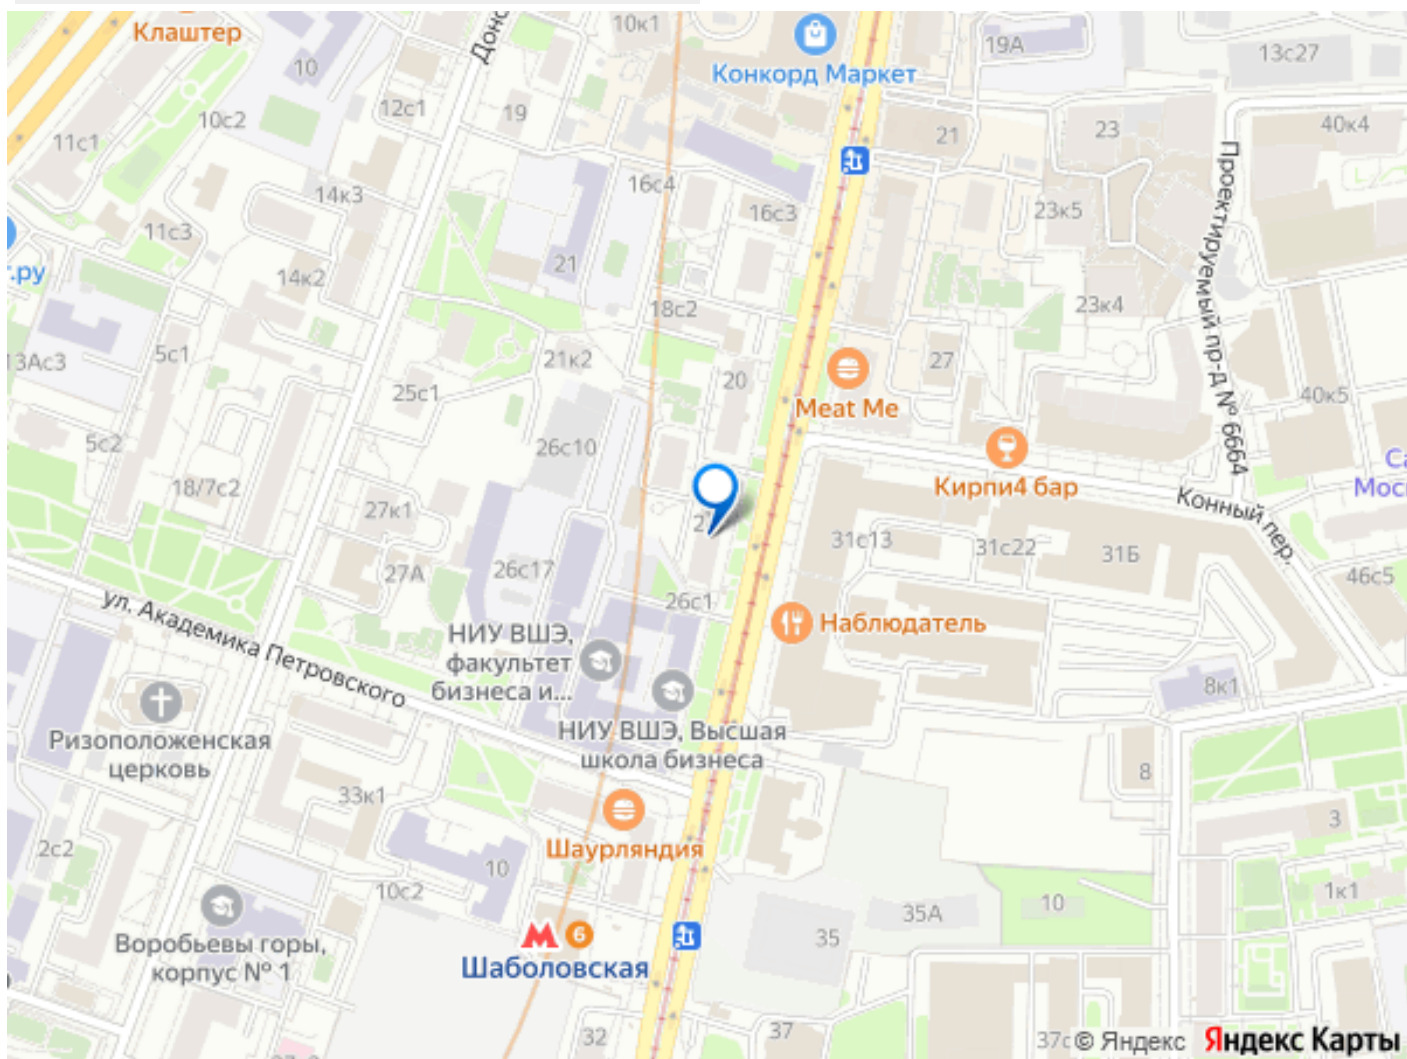 Клаштер
10к1
19А
13с27
Конкорд Маркет
10
10с2
12с1
19
11с1
21
23
40к4
16с4
14к3
16с3
23к5
11с3
21
.ру
14к2
23к4
Проектируемый пр-д № 6664
18с2
13Ас3
5с1
21к2
20
27
25с1
Meat Me
40к5
5с2
26с10
Кирпи4 бар
18/7с2
Конный пер.
27к1
31с13
31с22
31Б
27А
26с17
46с5
26с1
ул. Академика Петровского
НИУ ВШЭ,
факультет
бизнеса и...
Наблюдатель
8к1
НИУ ВШЭ, Высшая
школа бизнеса
Ризоположенская
церковь
8
33к1
3
Шаурляндия
2с2
10
10с2
1к1
35А
10
Воробьевы горы,
корпус № 1
6
35
Шаболовская
32
37
© Яндекс
Яндекс Карты